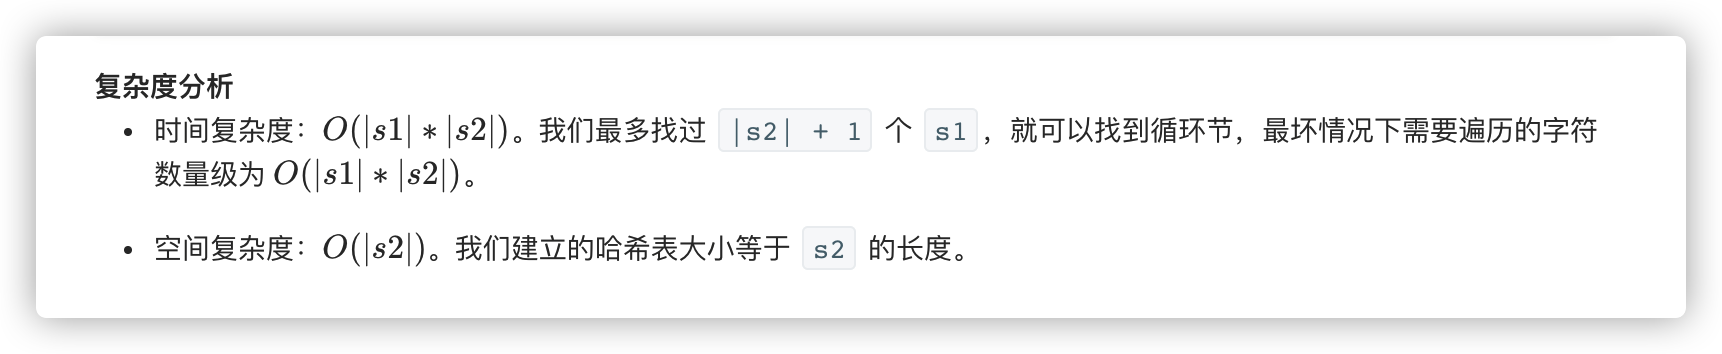 复杂度分析
• 时间复杂度：O(|s1| * |s2|)。我们最多找过 |s2| + 1 个 s1，就可以找到循环节，最坏情况下需要遍历的字符
数量级为 O(|s1| * |s2|)。
• 空间复杂度：O(|s2|)。我们建立的哈希表大小等于 s2 的长度。